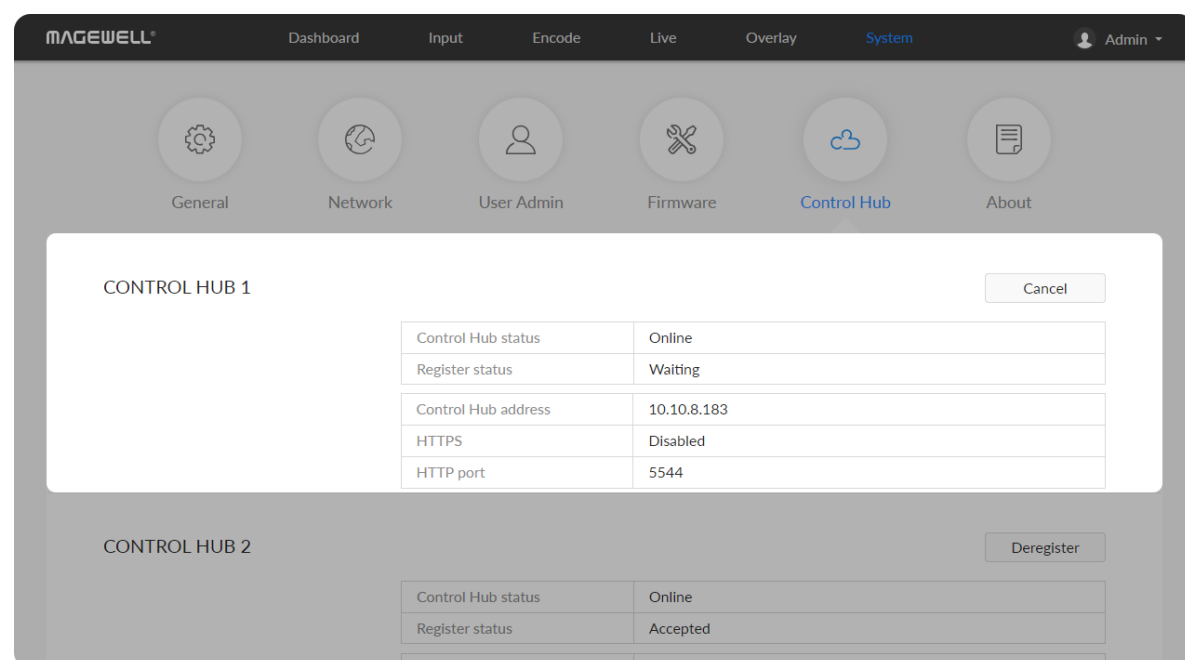 MAGEWELL®
Dashboard Input Encode Live Overlay System Admin
General Network User Admin Firmware Control Hub About
CONTROL HUB 1 Cancel
Control Hub status Online
Register status Waiting
Control Hub address 10.10.8.183
HTTPS Disabled
HTTP port 5544
CONTROL HUB 2 Deregister
Control Hub status Online
Register status Accepted